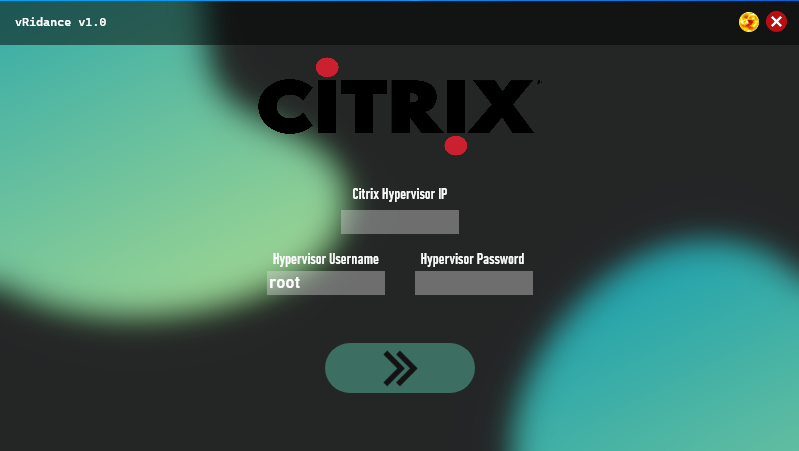 vRidance v1.0
CITRIX
Citrix Hypervisor IP
Hypervisor Username
Hypervisor Password
root